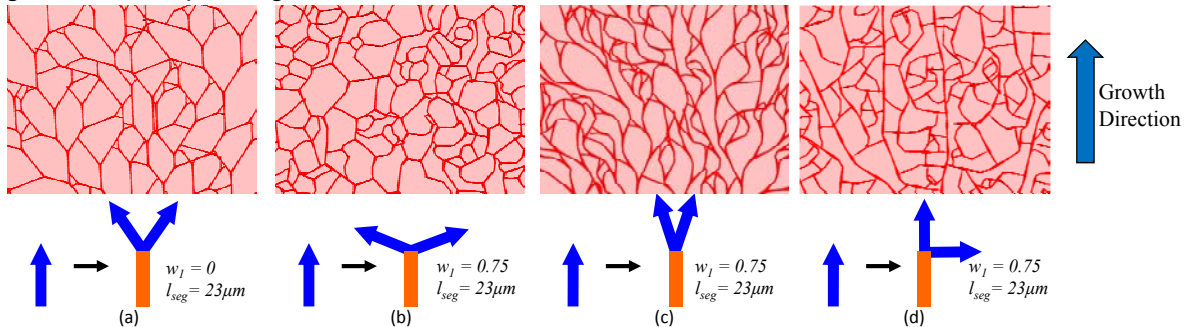 Growth
Direction
w1 = 0
lseg = 23μm
(a)
w1 = 0.75
lseg = 23μm
(b)
w1 = 0.75
lseg = 23μm
(c)
w1 = 0.75
lseg = 23μm
(d)